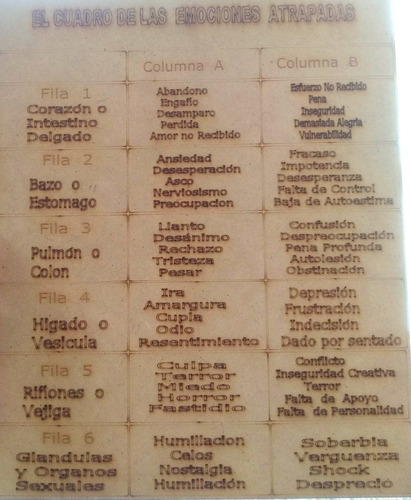 EL CUADRO DE LAS EMOCIONES ATRAPADAS
Columna A
Columna B
Fila 1
Corazón o
Intestino
Delgado
Abandono
Engaño
Desamparo
Perdida
Amor no Recibido
Esfuerzo No Recibido
Pena
Inseguridad
Demasiada Alegria
Vulnerabilidad
Fila 2
Bazo o
Estomago
Ansiedad
Desesperación
Asco
Nerviosismo
Preocupacion
Fracaso
Impotencia
Desesperanza
Falta de Control
Baja de Autoestima
Fila 3
Pulmón o
Colon
Llanto
Desánimo
Rechazo
Tristeza
Pesar
Confusión
Despreocupación
Pena Profunda
Autolesión
Obstinación
Fila 4
Higado o
Vesicula
Ira
Amargura
Cupla
Odio
Resentimiento
Depresión
Frustración
Indecisión
Dado por sentado
Fila 5
Riñones o
Vejiga
Culpa
Terror
Miedo
Horror
Fastidio
Conflicto
Inseguridad Creativa
Terror
Falta de Apoyo
Falta de Personalidad
Fila 6
Glandulas
y Organos
Sexuales
Humillacion
Celos
Nostalgia
Humillación
Soberbia
Verguenza
Shock
Despreció